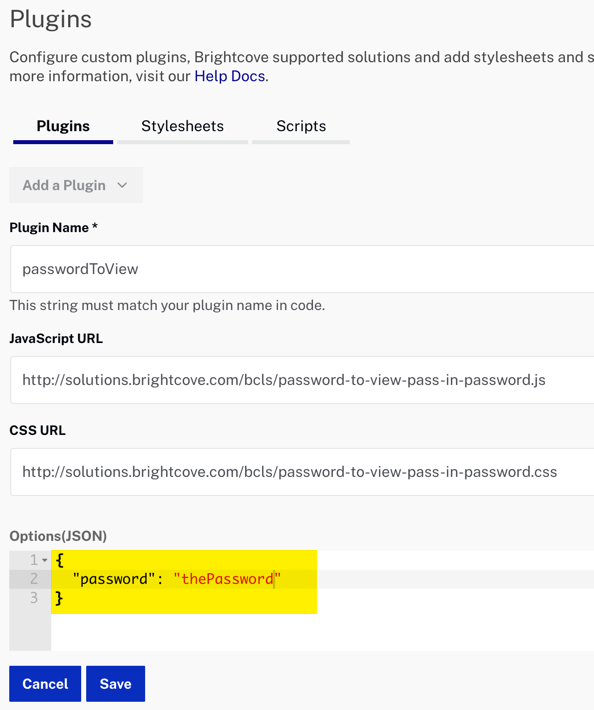 Plugins
Configure custom plugins, Brightcove supported solutions and add stylesheets and s
more information, visit our Help Docs.
Plugins Stylesheets Scripts
Add a Plugin
Plugin Name *
passwordToView
This string must match your plugin name in code.
JavaScript URL
http://solutions.brightcove.com/bcls/password-to-view-pass-in-password.js
CSS URL
http://solutions.brightcove.com/bcls/password-to-view-pass-in-password.css
Options(JSON)
1 {
2 "password": "thePassword"
3 }
Cancel Save